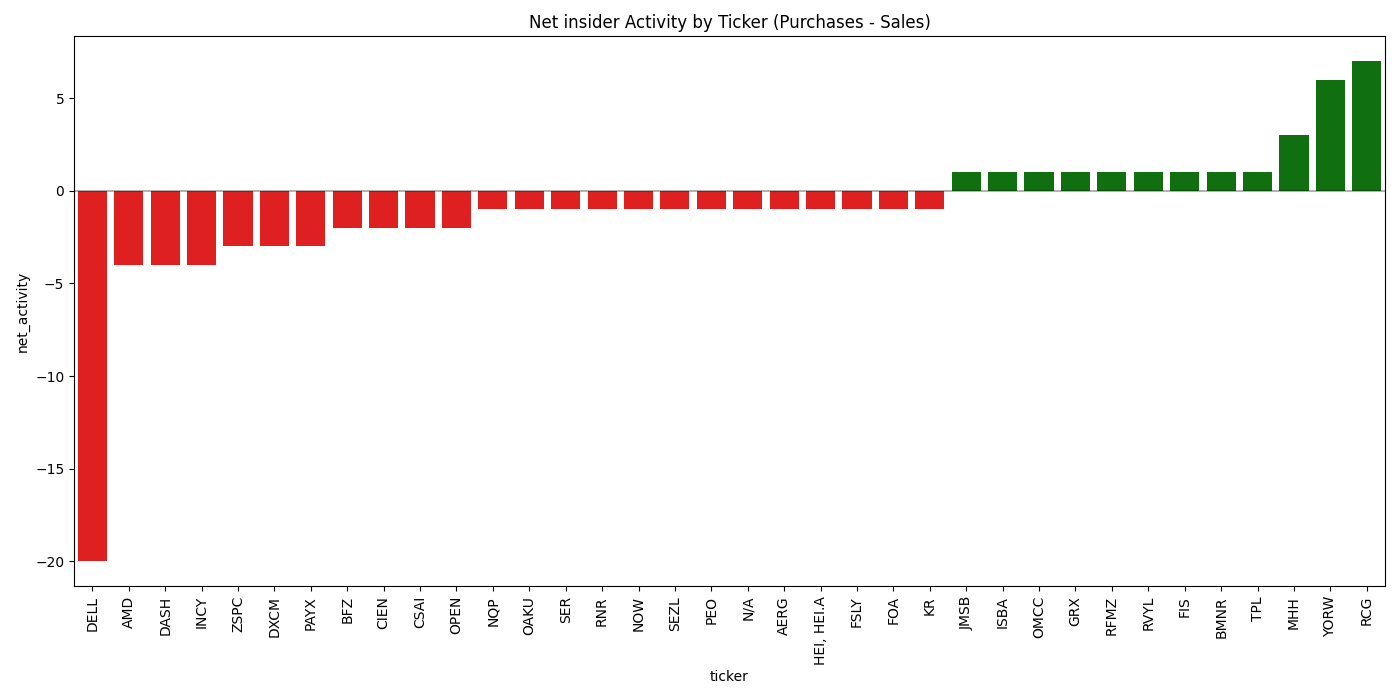 Net insider Activity by Ticker (Purchases - Sales)
5
0
−5
−10
−15
−20
net_activity
DELL
AMD
DASH
INCY
ZSPC
DXCM
PAYX
BFZ
CIEN
CSAI
OPEN
NQP
OAKU
SER
RNR
NOW
SEZL
PEO
N/A
AERG
HEI, HEI.A
FSLY
FOA
KR
JMSB
ISBA
OMCC
GRX
RFMZ
RVYL
FIS
BMNR
TPL
MHH
YORW
RCG
ticker